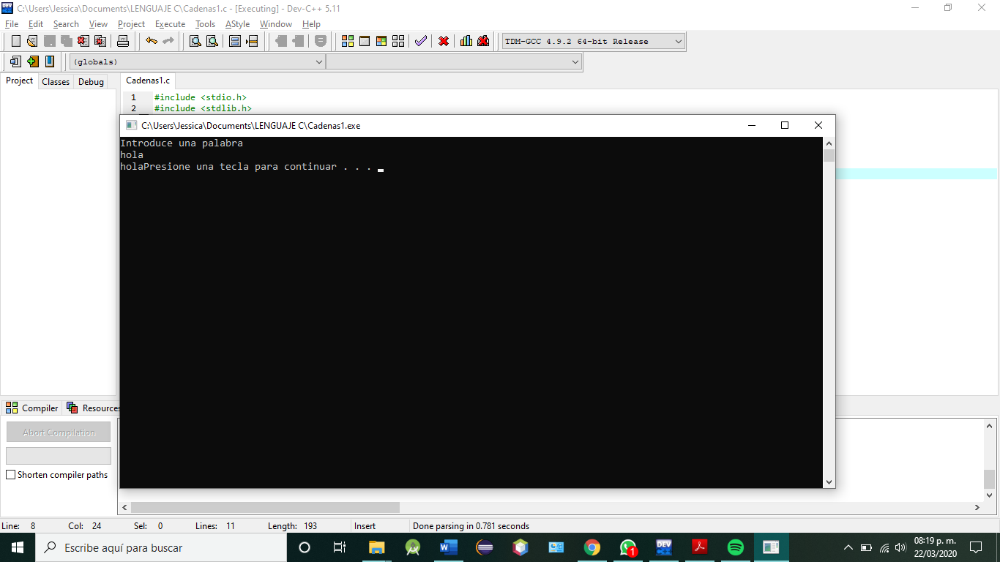 C:\Users\Jessica\Documents\LENGUAJE C\Cadenas1.c - [Executing] - Dev-C++ 5.11
File Edit Search View Project Execute Tools AStyle Window Help
TDM-GCC 4.9.2 64-bit Release
(globals)
Project Classes Debug
Cadenas1.c
1 #include <stdio.h>
2 #include <stdlib.h>
C:\Users\Jessica\Documents\LENGUAJE C\Cadenas1.exe
Introduce una palabra
hola
holaPresione una tecla para continuar . . .
Compiler Resources
Abort Compilation
Shorten compiler paths
Line: 8 Col: 24 Sel: 0 Lines: 11 Length: 193 Insert Done parsing in 0.781 seconds
Escribe aquí para buscar
W
1
DEV
08:19 p. m.
22/03/2020